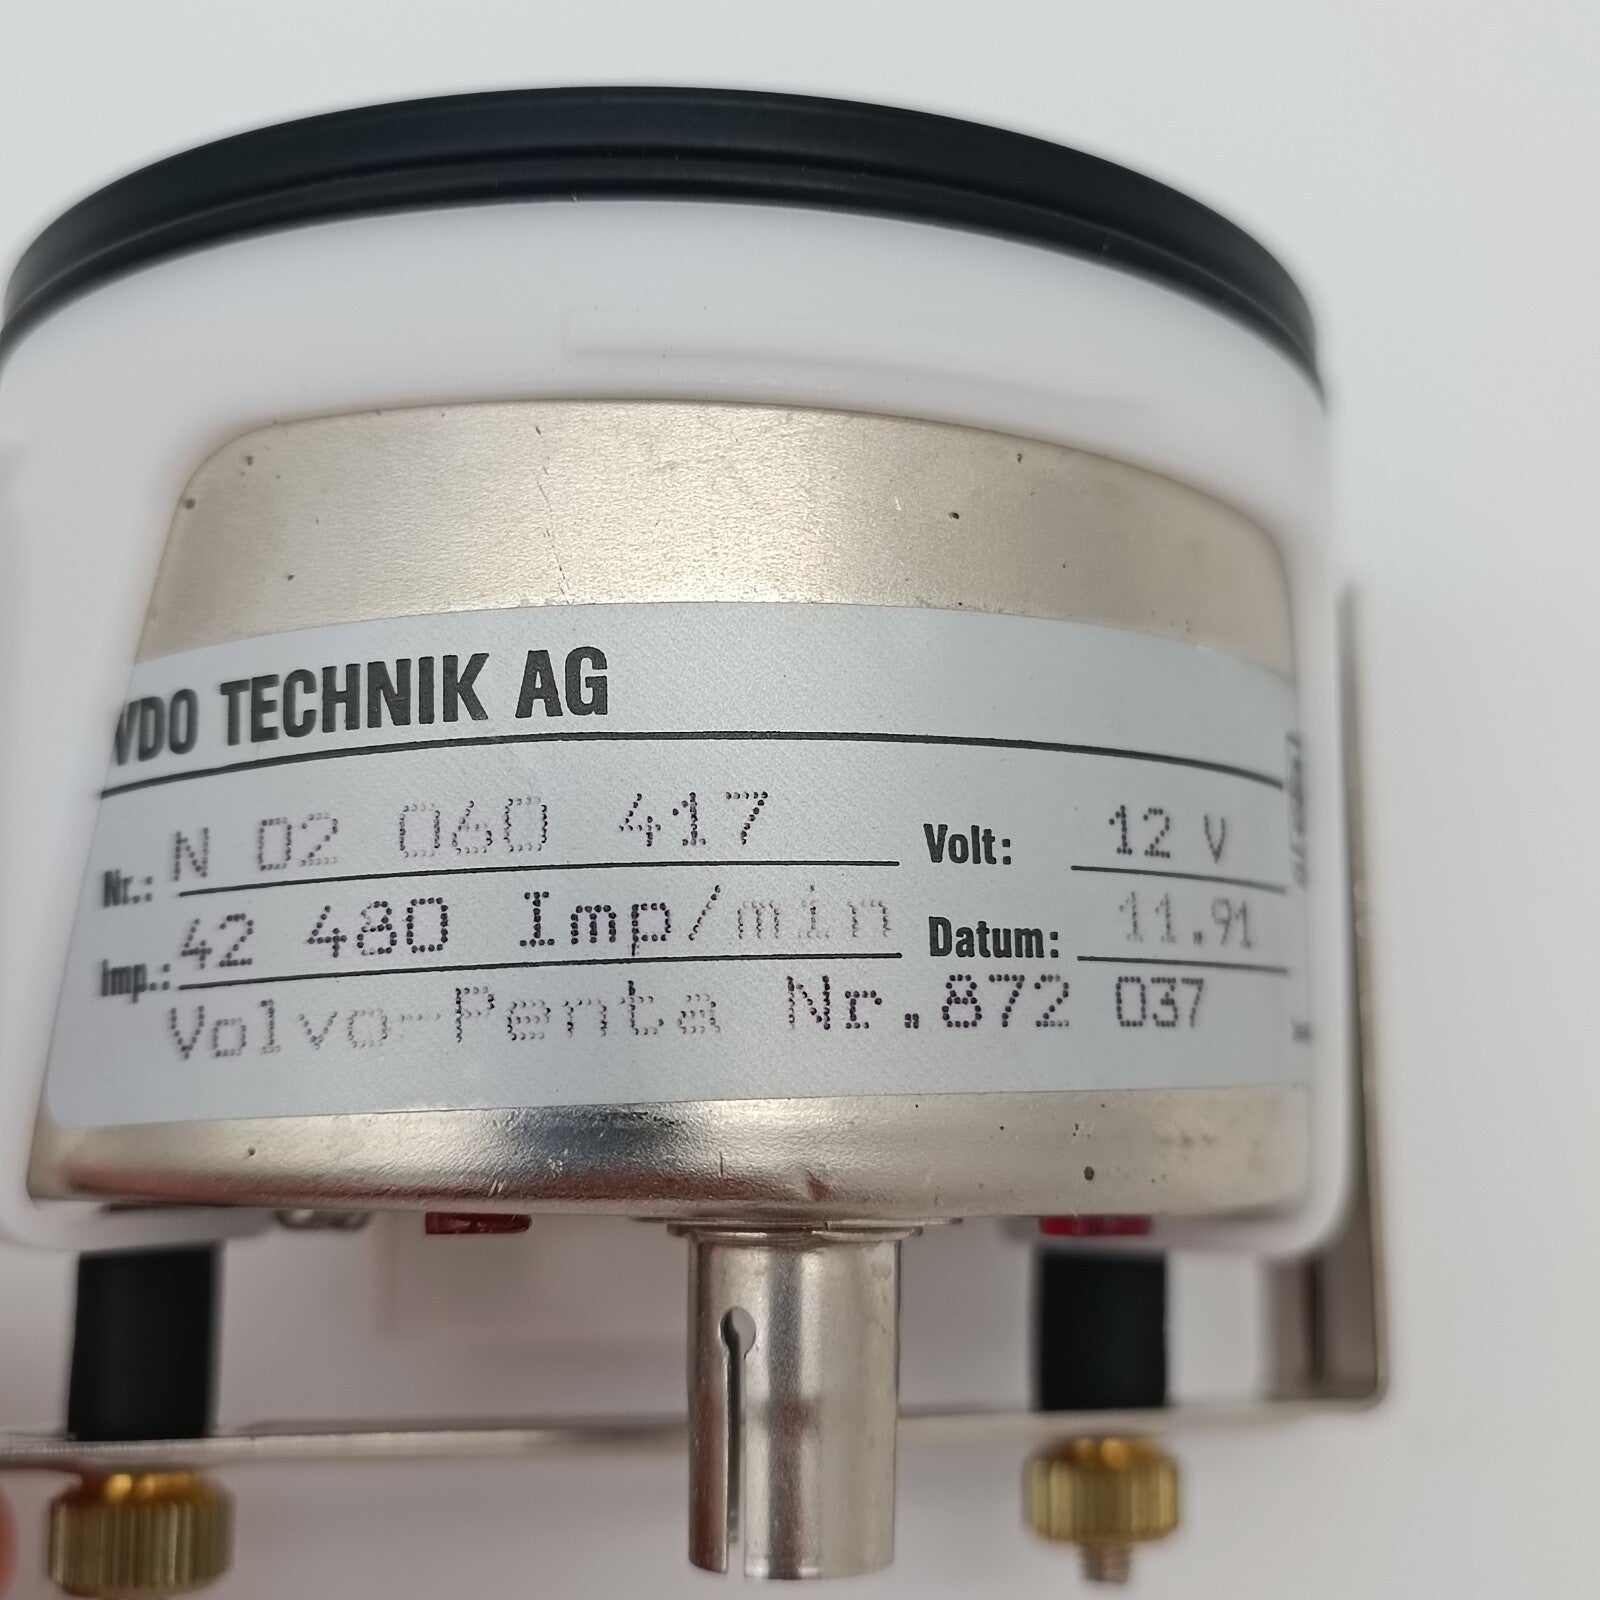 VDO TECHNIK AG
Nr.: N 02 060 417 Volt: 12 V
imp.: 42 480 Imp/min Datum: 11.91
Volvo-Penta Nr.872 037